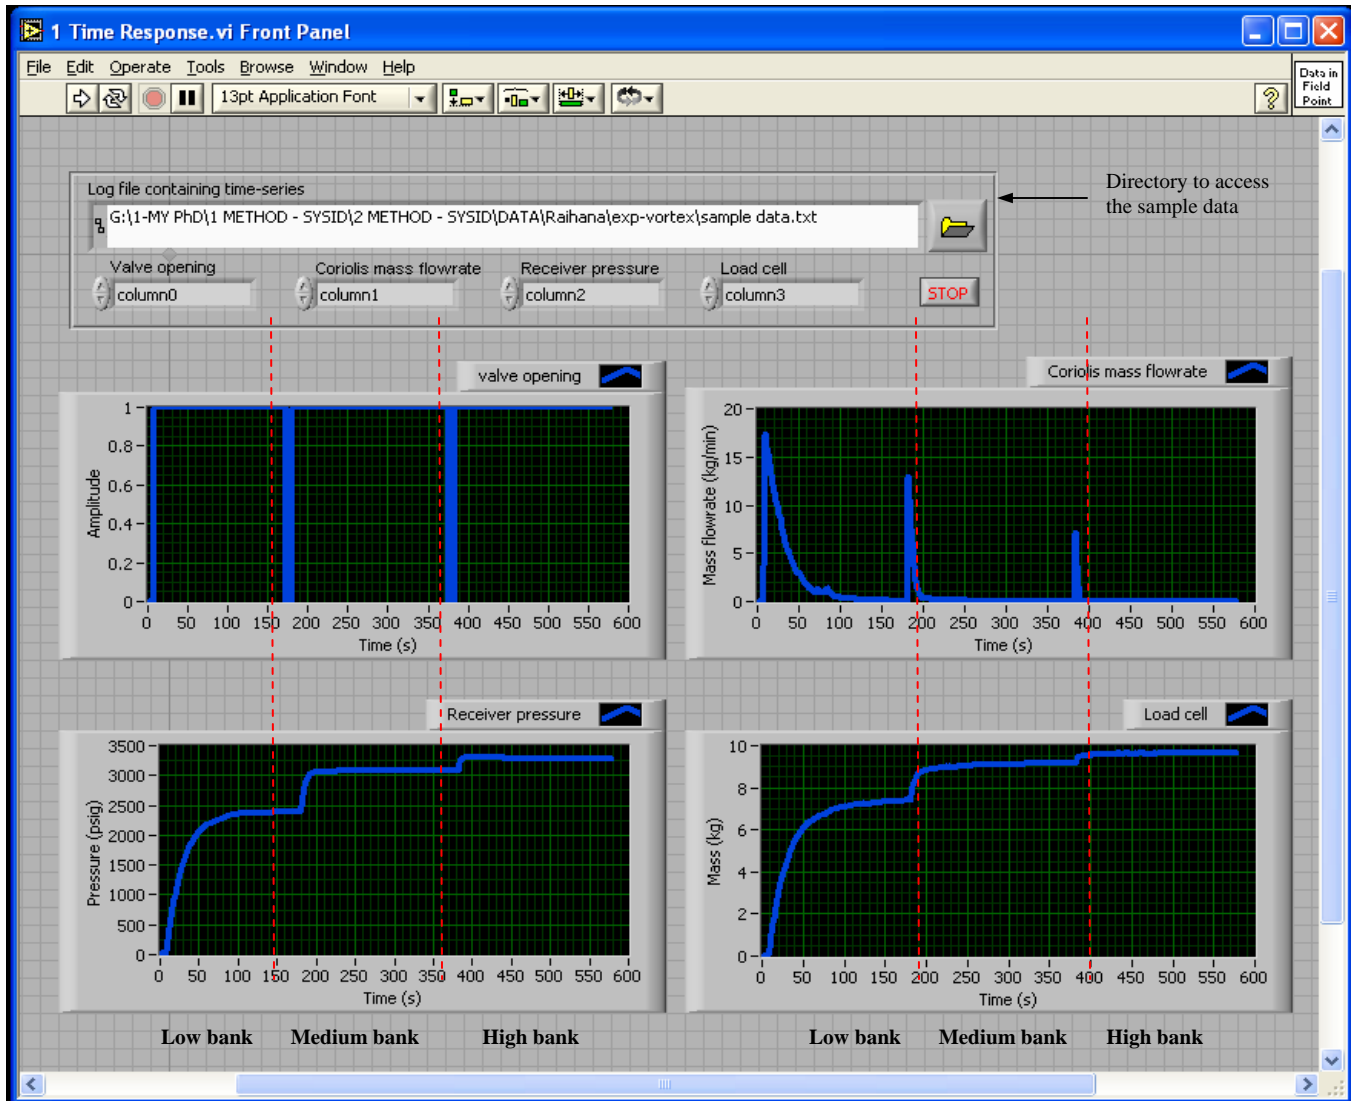 1 Time Response.vi Front Panel
File Edit Operate Tools Browse Window Help
13pt Application Font
?
Data in
Field
Point
Log file containing time-series
G:\1-MY PhD\1 METHOD - SYSID\2 METHOD - SYSID\DATA\Raihana\exp-vortex\sample data.txt
Directory to access
the sample data
Valve opening Coriolis mass flowrate Receiver pressure Load cell
column0 column1 column2 column3 STOP
valve opening
Amplitude
1
0.8
0.6
0.4
0.2
0
0 50 100 150 200 250 300 350 400 450 500 550 600
Time (s)
Coriolis mass flowrate
Mass flowrate (kg/min)
20
15
10
5
0
0 50 100 150 200 250 300 350 400 450 500 550 600
Time (s)
Receiver pressure
Pressure (psig)
3500
3000
2500
2000
1500
1000
500
0
0 50 100 150 200 250 300 350 400 450 500 550 600
Time (s)
Low bank Medium bank High bank
Load cell
Mass (kg)
10
8
6
4
2
0
0 50 100 150 200 250 300 350 400 450 500 550 600
Time (s)
Low bank Medium bank High bank